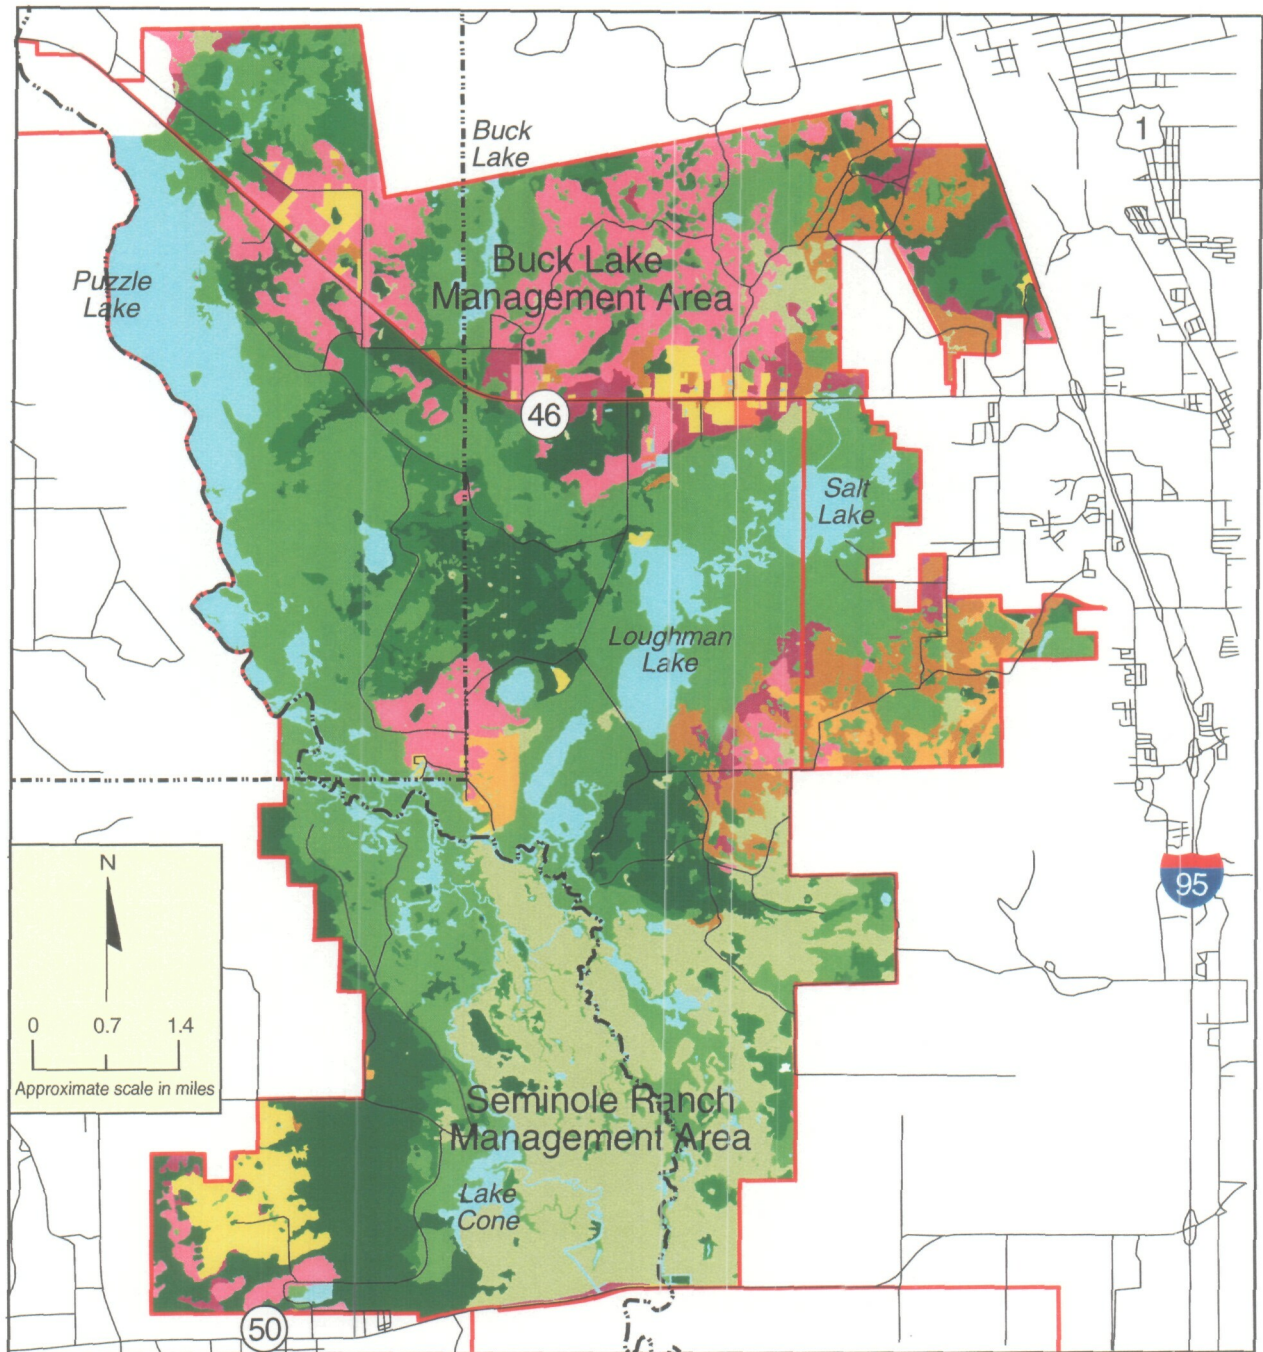 1
Buck
Lake
Buck Lake
Management Area
Puzzle
Lake
46
Salt
Lake
Loughman
Lake
95
N
0 0.7 1.4
Approximate scale in miles
Seminole Ranch
Management Area
Lake
Cone
50